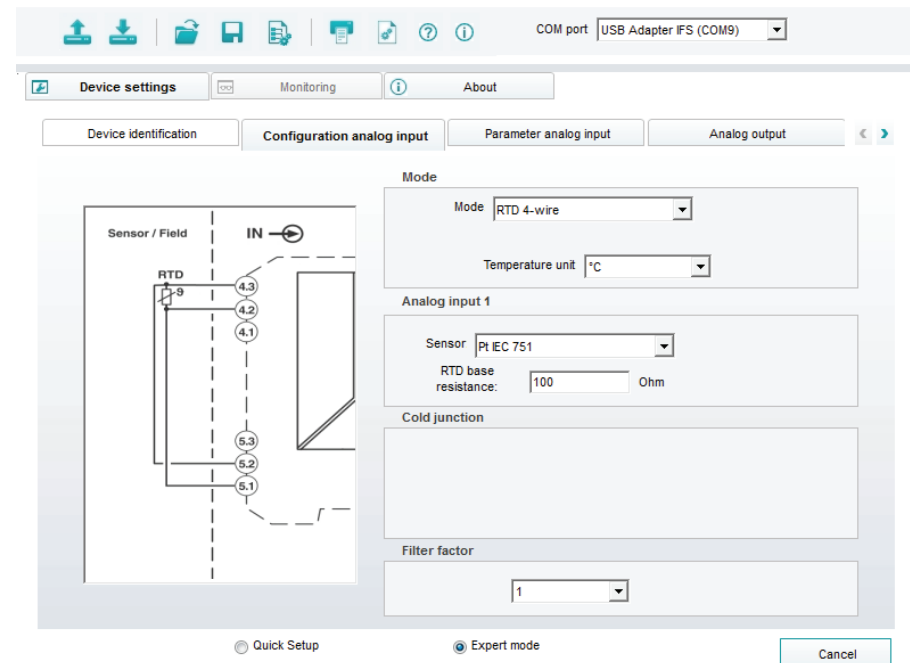 COM port USB Adapter IFS (COM9)
Device settings Monitoring About
Device identification Configuration analog input Parameter analog input Analog output
Mode
Mode RTD 4-wire
Temperature unit °C
Sensor / Field IN
RTD
ϑ
4.3
4.2
4.1
5.3
5.2
5.1
Analog input 1
Sensor Pt IEC 751
RTD base
resistance: 100 Ohm
Cold junction
Filter factor
1
Quick Setup Expert mode
Cancel